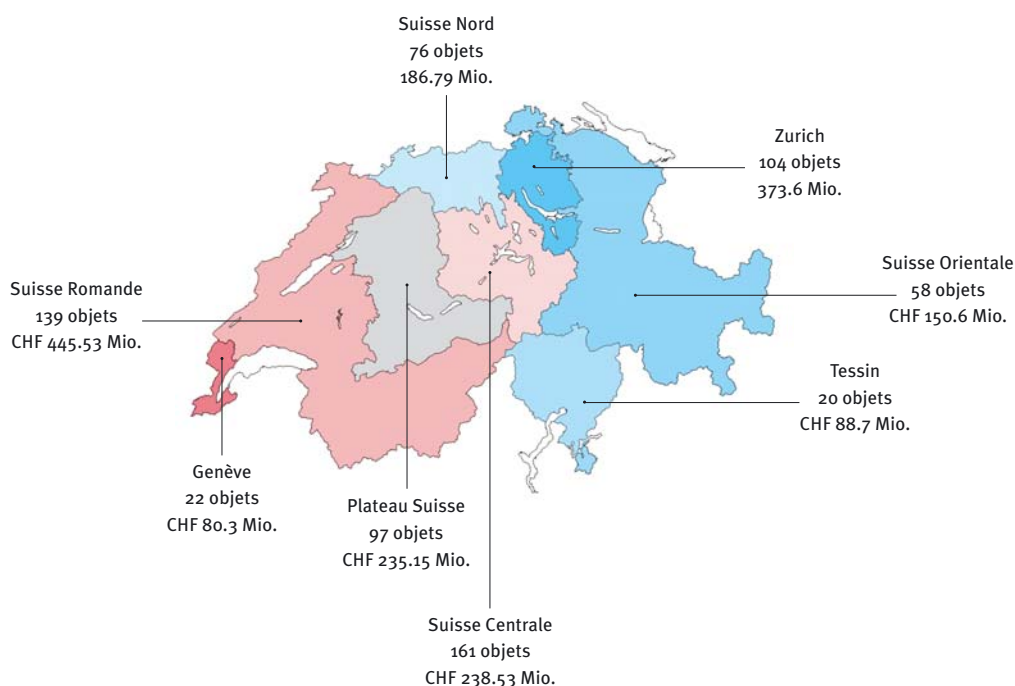 Suisse Nord
76 objets
186.79 Mio.
Zurich
104 objets
373.6 Mio.
Suisse Orientale
58 objets
CHF 150.6 Mio.
Suisse Romande
139 objets
CHF 445.53 Mio.
Tessin
20 objets
CHF 88.7 Mio.
Genève
22 objets
CHF 80.3 Mio.
Plateau Suisse
97 objets
CHF 235.15 Mio.
Suisse Centrale
161 objets
CHF 238.53 Mio.